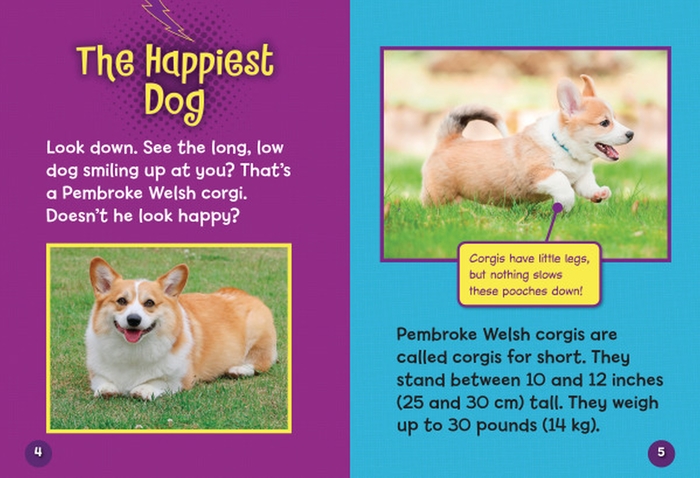 The Happiest
Dog
Look down. See the long, low
dog smiling up at you? That's
a Pembroke Welsh corgi.
Doesn't he look happy?
4
Corgis have little legs,
but nothing slows
these pooches down!
Pembroke Welsh corgis are
called corgis for short. They
stand between 10 and 12 inches
(25 and 30 cm) tall. They weigh
up to 30 pounds (14 kg).
5